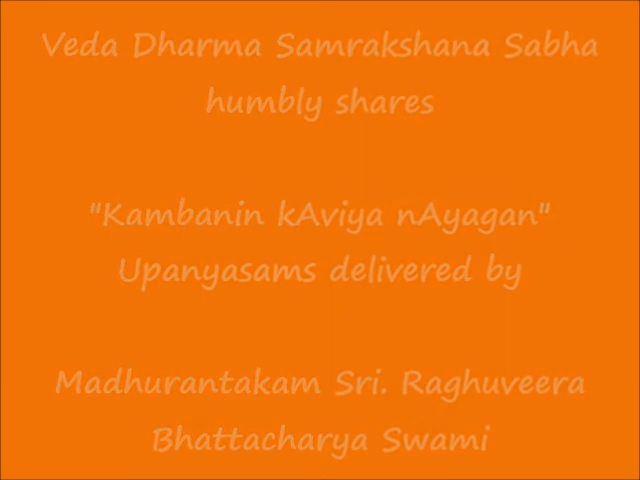 Veda Dharma Samrakshana Sabha
humbly shares
"Kambanin kAviya nAyagan"
Upanyasams delivered by
Madhurantakam Sri. Raghuveera
Bhattacharya Swami